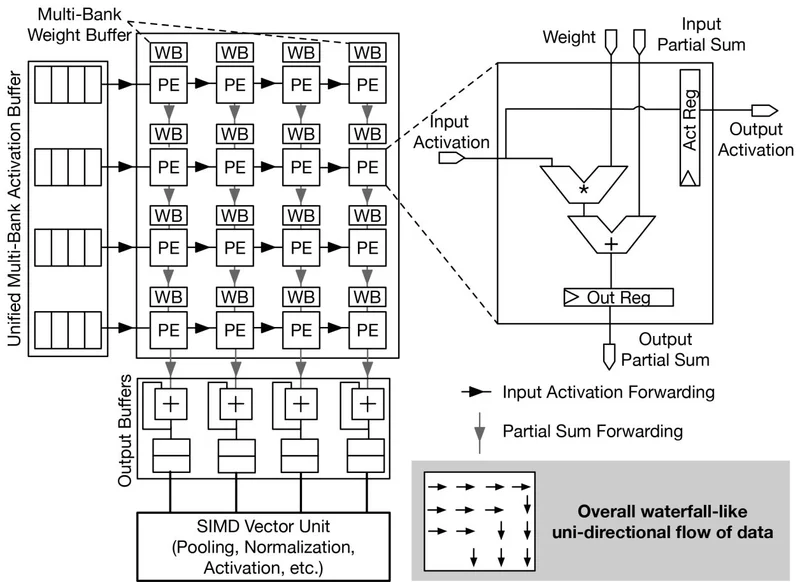 Multi-Bank
Weight Buffer
Unified Multi-Bank Activation Buffer
WB WB WB WB
PE PE PE PE
WB WB WB WB
PE PE PE PE
WB WB WB WB
PE PE PE PE
WB WB WB WB
PE PE PE PE
Output Buffers
+ + + +
SIMD Vector Unit
(Pooling, Normalization,
Activation, etc.)
Weight
Input
Partial Sum
Input
Activation
Act Reg
Output
Activation
*
+
Out Reg
Output
Partial Sum
Input Activation Forwarding
Partial Sum Forwarding
Overall waterfall-like
uni-directional flow of data